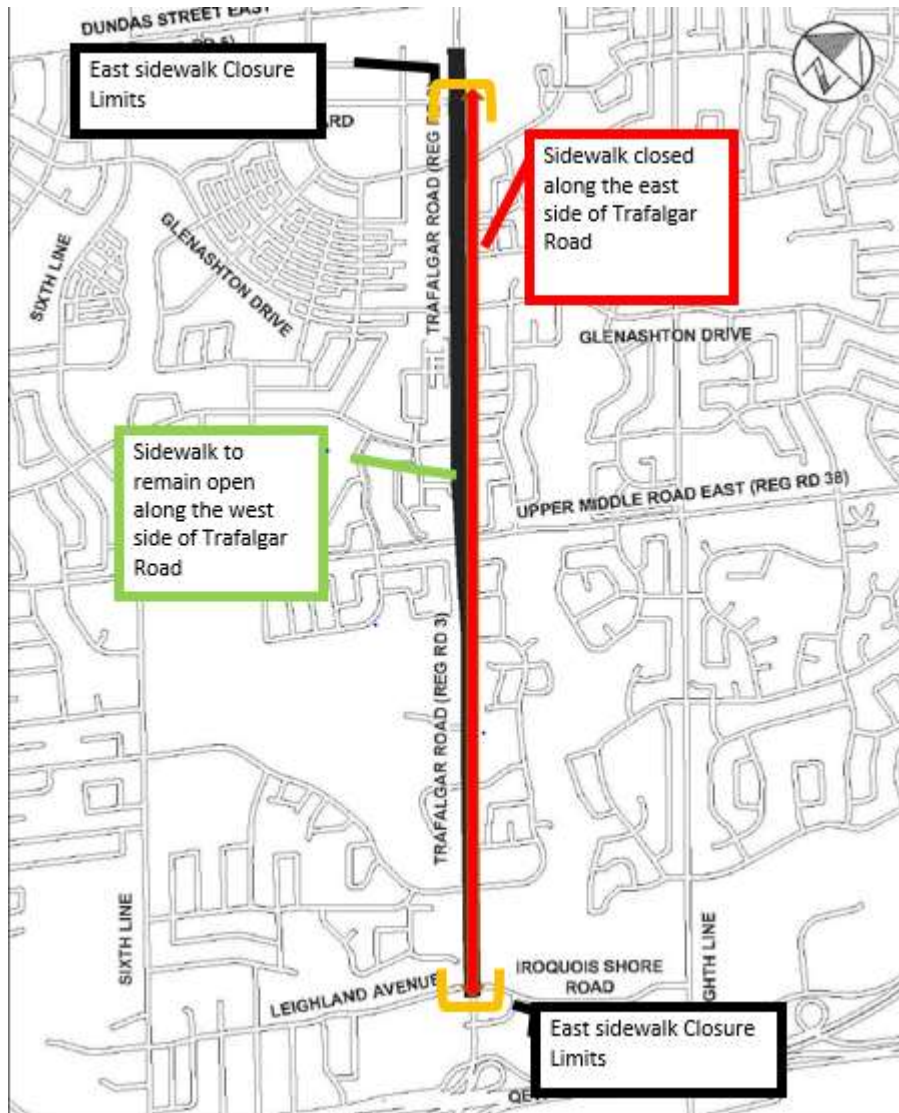 DUNDAS STREET EAST
East sidewalk Closure
Limits
ARD
TRAFALGAR ROAD (REG
Sidewalk closed
along the east
side of Trafalgar
Road
SIXTH LINE
GLENASHTON DRIVE
GLENASHTON DRIVE
Sidewalk to
remain open
along the west
side of Trafalgar
Road
UPPER MIDDLE ROAD EAST (REG RD 38)
TRAFALGAR ROAD (REG RD 3)
SIXTH LINE
GHTH LINE
LEIGHLAND AVENUE
IROQUOIS SHORE
ROAD
East sidewalk Closure
Limits